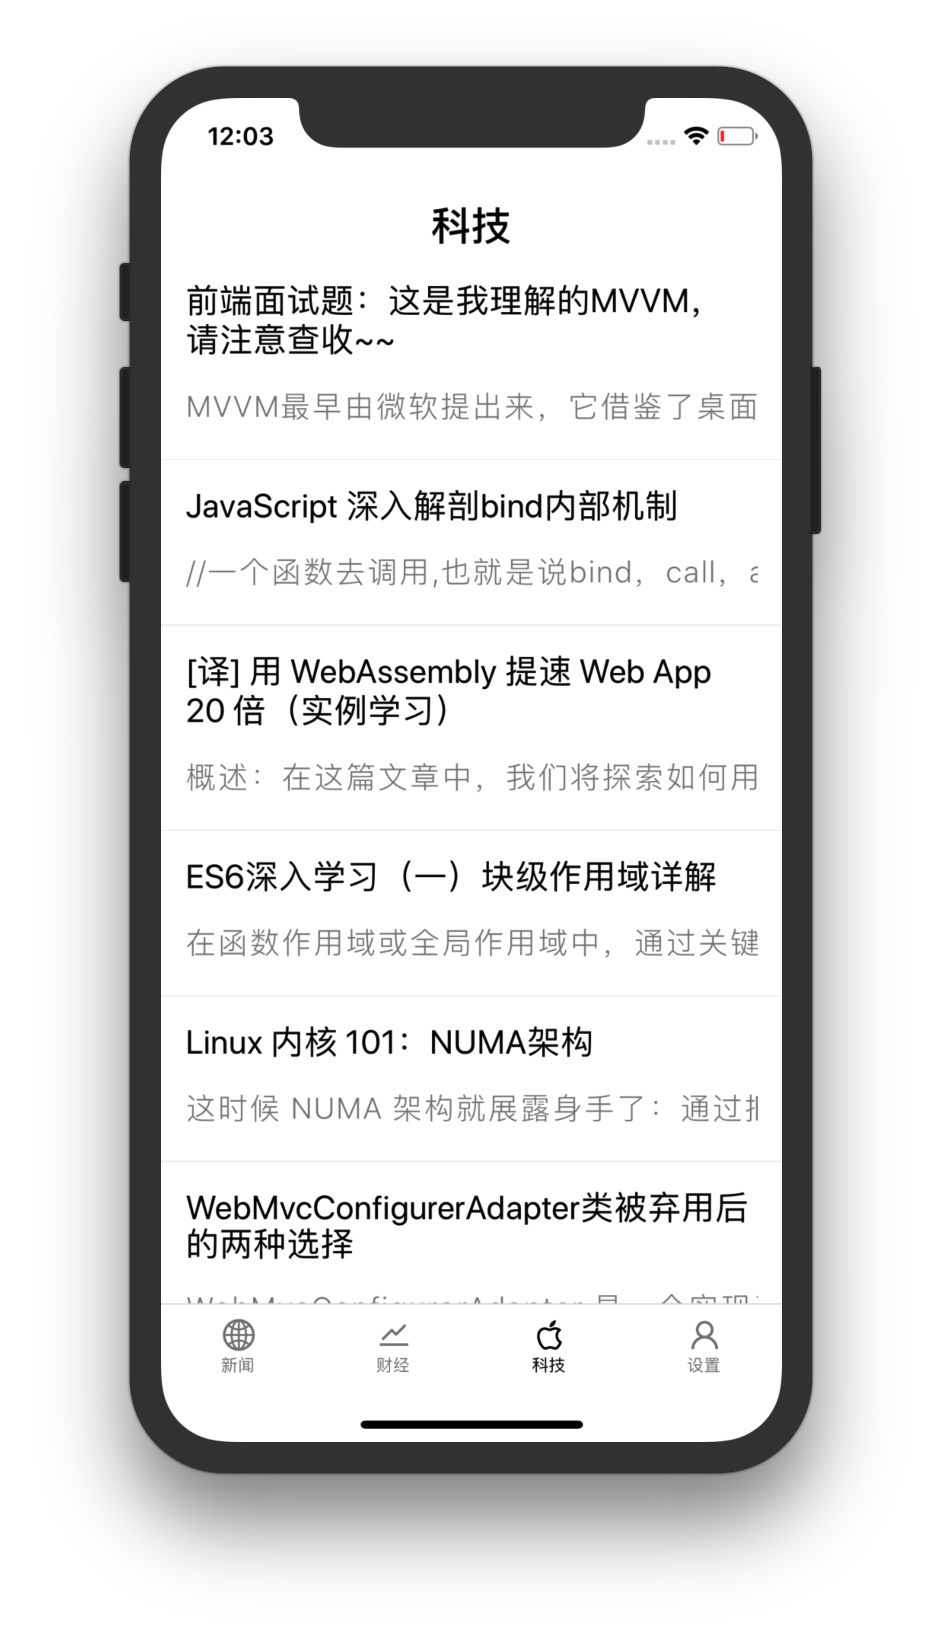 12:03
科技
前端面试题：这是我理解的MVVM，
请注意查收~~
MVVM最早由微软提出来，它借鉴了桌面
JavaScript 深入解剖bind内部机制
//一个函数去调用,也就是说bind，call，a
[译] 用 WebAssembly 提速 Web App
20 倍（实例学习）
概述：在这篇文章中，我们将探索如何用
ES6深入学习（一）块级作用域详解
在函数作用域或全局作用域中，通过关键
Linux 内核 101：NUMA架构
这时候 NUMA 架构就展露身手了：通过把
WebMvcConfigurerAdapter类被弃用后
的两种选择
WebMvcConfigurerAdapter 是一个实现
新闻
财经
科技
设置